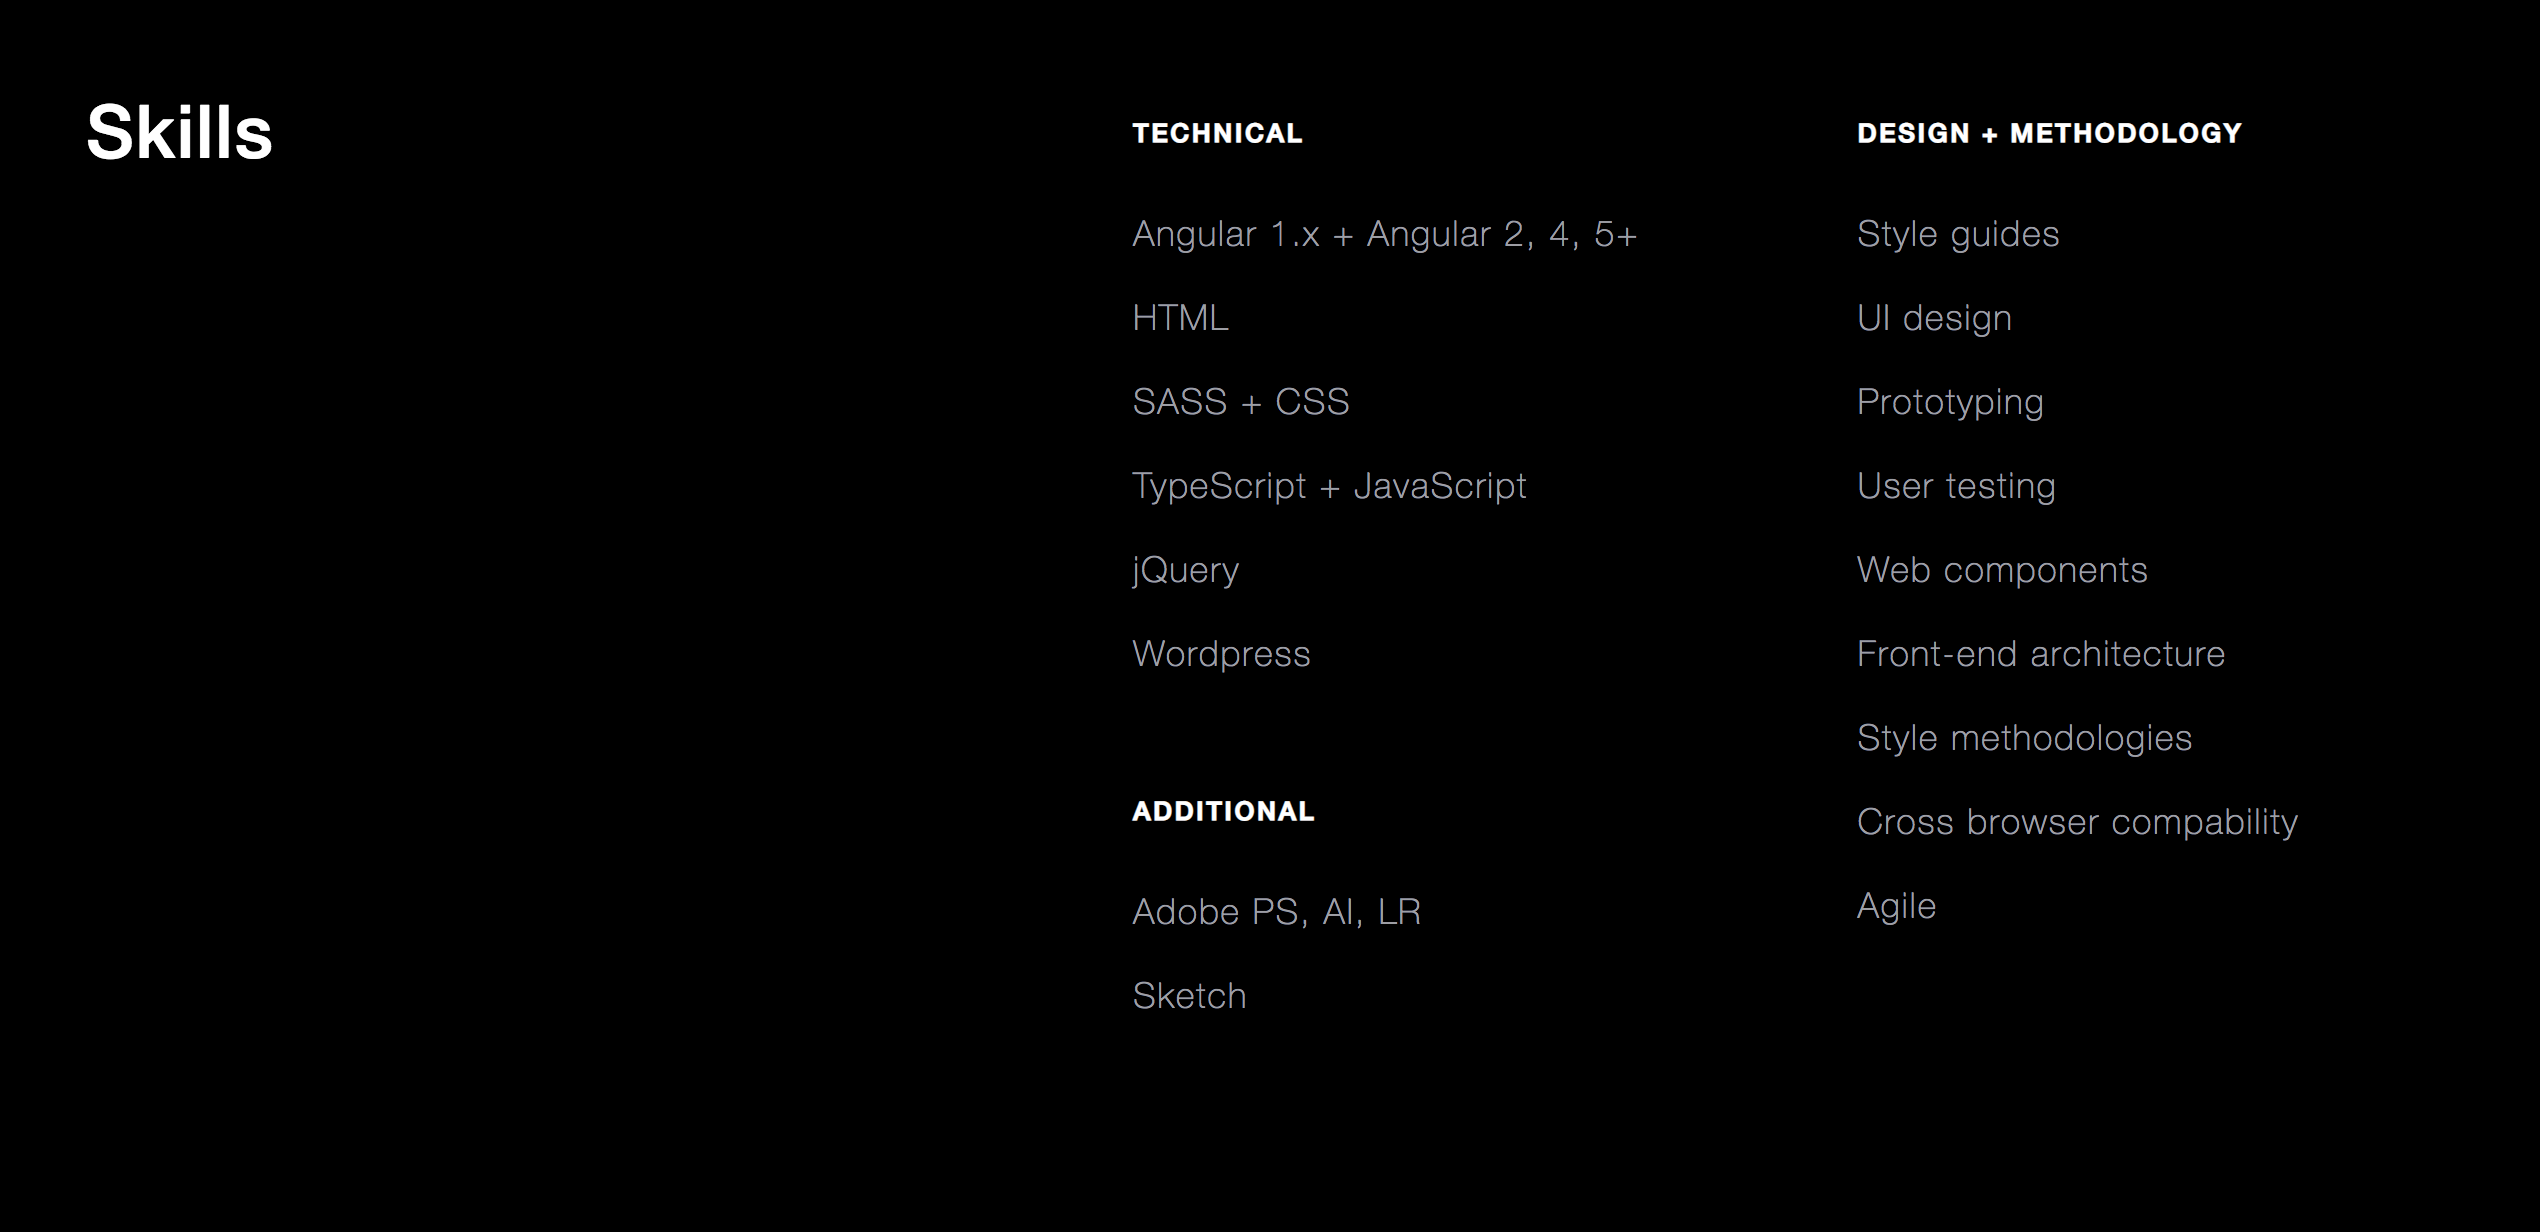 Skills
TECHNICAL
Angular 1.x + Angular 2, 4, 5+
HTML
SASS + CSS
TypeScript + JavaScript
jQuery
Wordpress
ADDITIONAL
Adobe PS, AI, LR
Sketch
DESIGN + METHODOLOGY
Style guides
UI design
Prototyping
User testing
Web components
Front-end architecture
Style methodologies
Cross browser compability
Agile